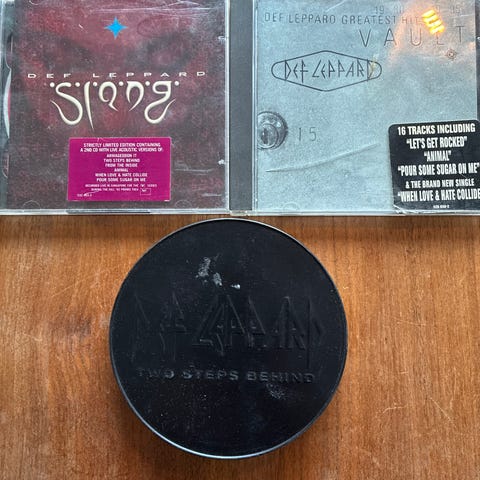 DEF LEPPARD
Slang
STRICTLY LIMITED EDITION CONTAINING
A 2ND CD WITH LIVE ACOUSTIC VERSIONS OF:
ARMAGEDDON IT
TWO STEPS BEHIND
FROM THE INSIDE
ANIMAL
WHEN LOVE & HATE COLLIDE
POUR SOME SUGAR ON ME
DEF LEPPARD GREATEST HITS
VAULT
DEF LEPPARD
15
16 TRACKS INCLUDING
"LET'S GET ROCKED"
"ANIMAL"
"POUR SOME SUGAR ON ME"
& THE BRAND NEW SINGLE
"WHEN LOVE & HATE COLLIDE
DEF LEPPARD
TWO STEPS BEHIND